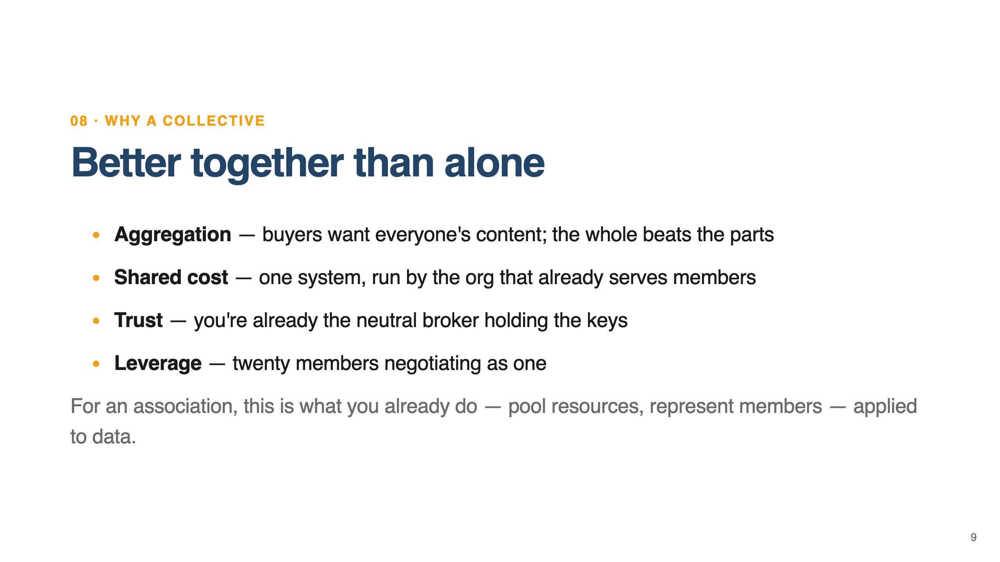 08 · WHY A COLLECTIVE
Better together than alone
• Aggregation — buyers want everyone's content; the whole beats the parts
• Shared cost — one system, run by the org that already serves members
• Trust — you're already the neutral broker holding the keys
• Leverage — twenty members negotiating as one
For an association, this is what you already do — pool resources, represent members — applied
to data.
9